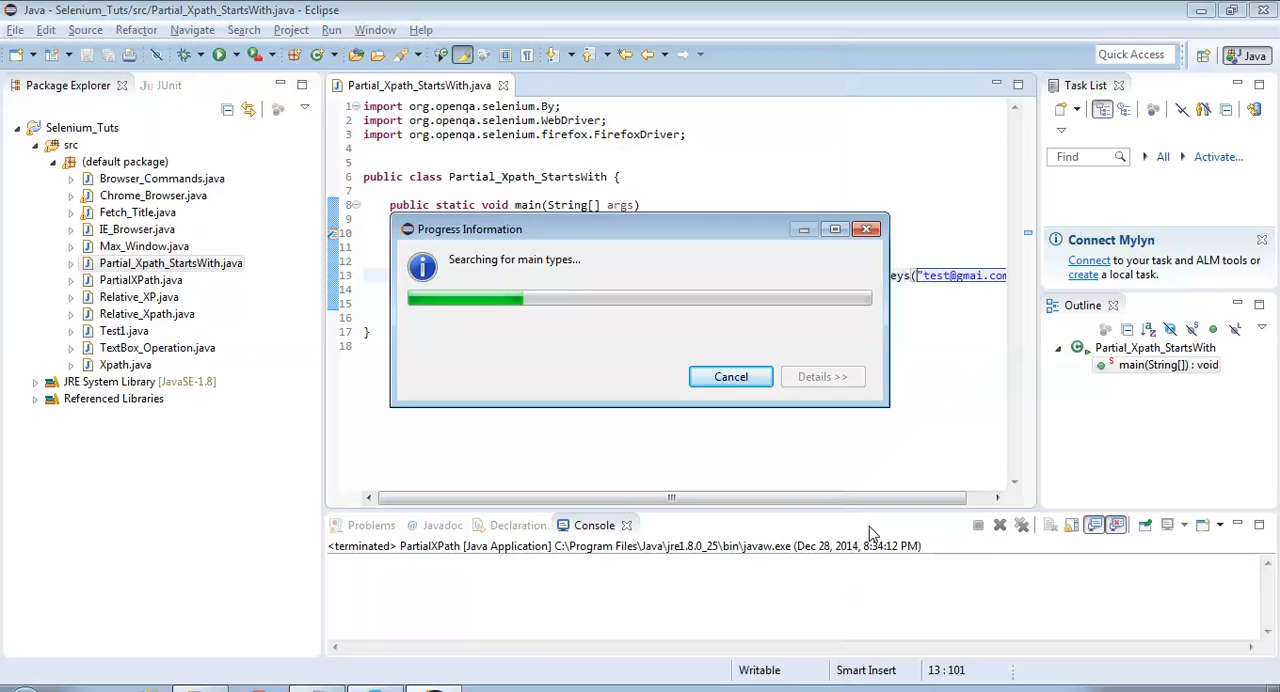 Java - Selenium_Tuts/src/Partial_Xpath_StartsWith.java - Eclipse
File Edit Source Refactor Navigate Search Project Run Window Help
Quick Access Java
Package Explorer JUnit
Selenium_Tuts
src
(default package)
Browser_Commands.java
Chrome_Browser.java
Fetch_Title.java
IE_Browser.java
Max_Window.java
Partial_Xpath_StartsWith.java
PartialXPath.java
Relative_XP.java
Relative_Xpath.java
Test1.java
TextBox_Operation.java
Xpath.java
JRE System Library [JavaSE-1.8]
Referenced Libraries
Partial_Xpath_StartsWith.java
1 import org.openqa.selenium.By;
2 import org.openqa.selenium.WebDriver;
3 import org.openqa.selenium.firefox.FirefoxDriver;
4
5
6 public class Partial_Xpath_StartsWith {
7
8 public static void main(String[] args)
9
10
11
12
13 eys("test@gmai.com
14
15
16
17 }
18
Progress Information
Searching for main types...
Cancel Details >>
Task List
Find All Activate...
Connect Mylyn
Connect to your task and ALM tools or
create a local task.
Outline
Partial_Xpath_StartsWith
main(String[]) : void
Problems @ Javadoc Declaration Console
<terminated> PartialXPath [Java Application] C:\Program Files\Java\jre1.8.0_25\bin\javaw.exe (Dec 28, 2014, 8:34:12 PM)
Writable Smart Insert 13 : 101